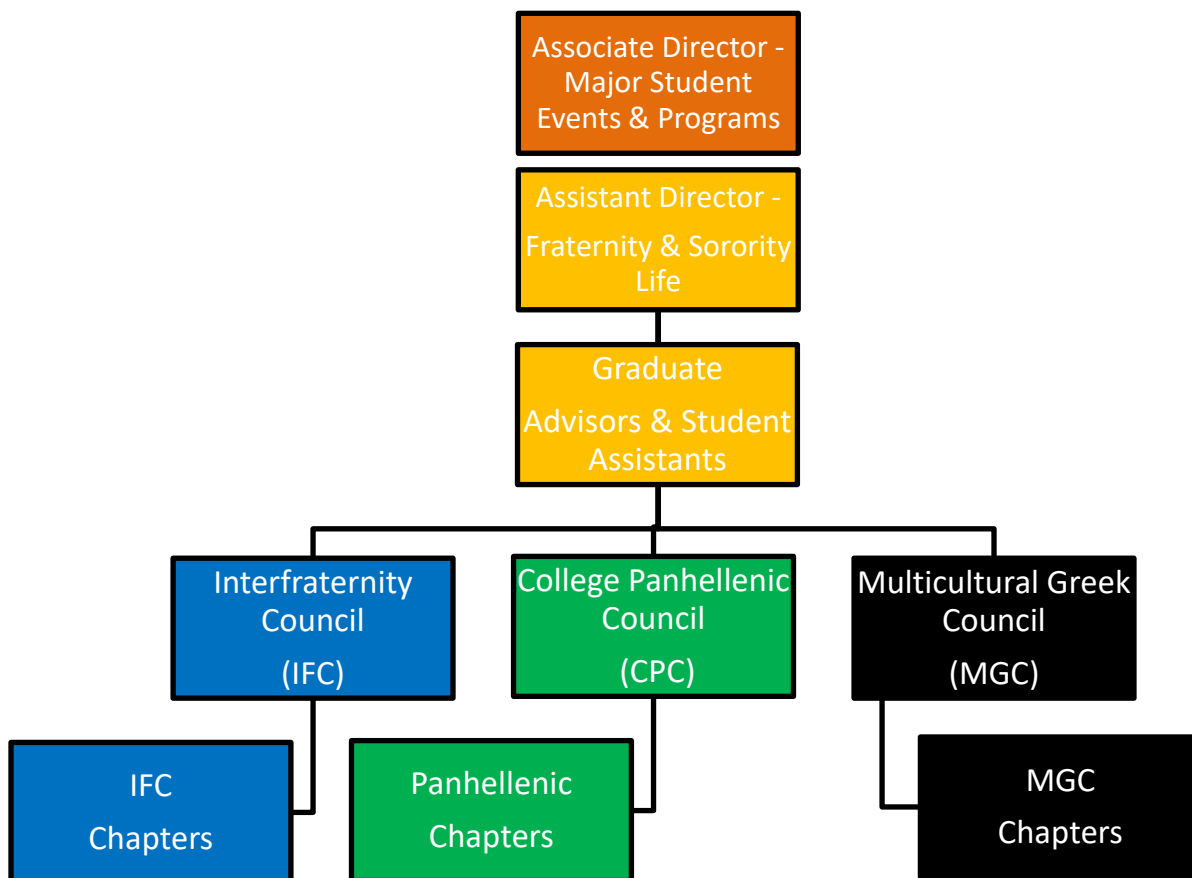 Associate Director -
Major Student
Events & Programs
Assistant Director -
Fraternity & Sorority
Life
Graduate
Advisors & Student
Assistants
Interfraternity
Council
(IFC)
College Panhellenic
Council
(CPC)
Multicultural Greek
Council
(MGC)
IFC
Chapters
Panhellenic
Chapters
MGC
Chapters